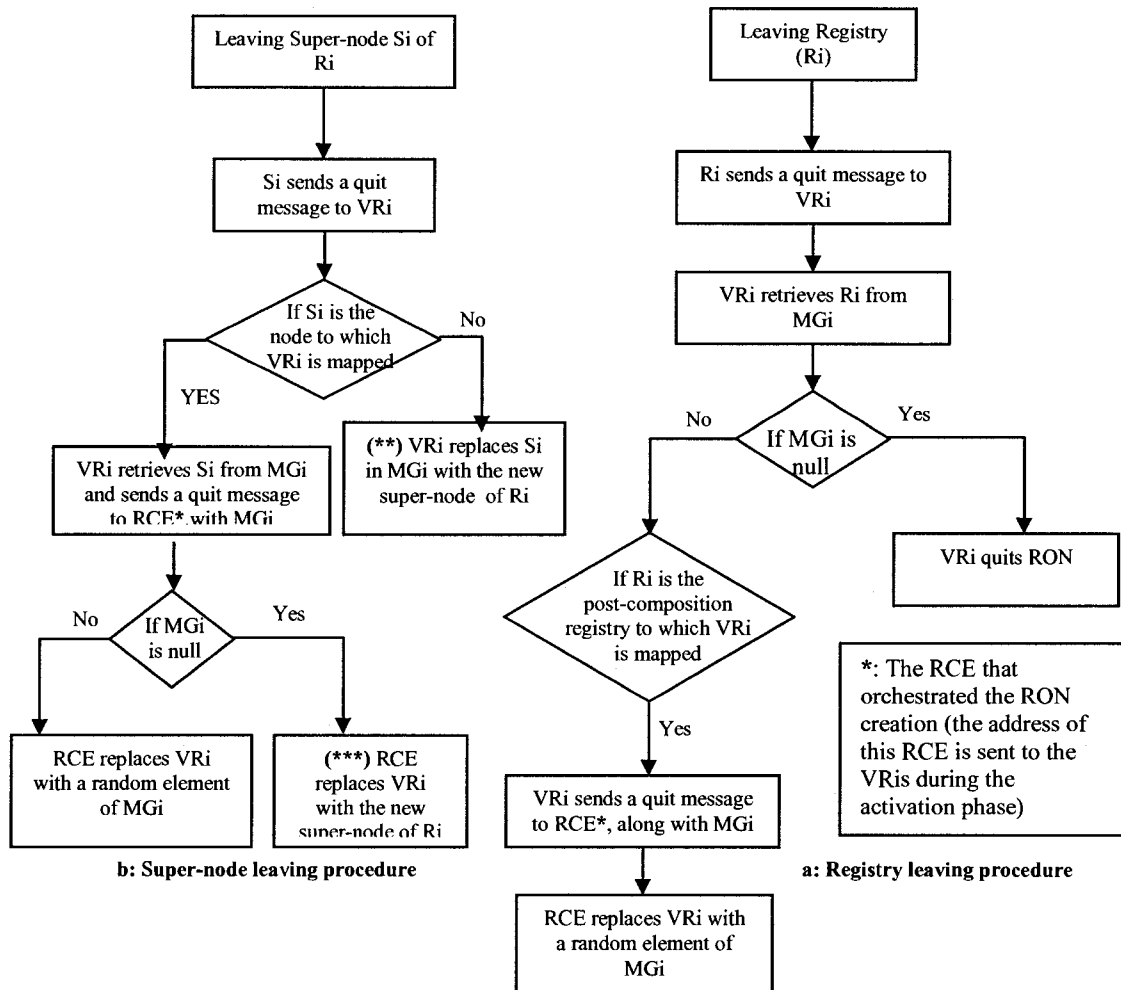 Leaving Super-node Si of
Ri
Si sends a quit
message to VRi
If Si is the
node to which
VRi is mapped
No
YES
(**) VRi replaces Si
in MGi with the new
super-node of Ri
VRi retrieves Si from MGi
and sends a quit message
to RCE*,with MGi
If MGi
is null
No
Yes
RCE replaces VRi
with a random element
of MGi
(***) RCE
replaces VRi
with the new
super-node of Ri
b: Super-node leaving procedure
Leaving Registry
(Ri)
Ri sends a quit message to
VRi
VRi retrieves Ri from
MGi
If MGi is
null
No
Yes
VRi quits RON
If Ri is the
post-composition
registry to which VRi
is mapped
Yes
VRi sends a quit message
to RCE*, along with MGi
RCE replaces VRi with
a random element of
MGi
*: The RCE that
orchestrated the RON
creation (the address of
this RCE is sent to the
VRis during the
activation phase)
a: Registry leaving procedure